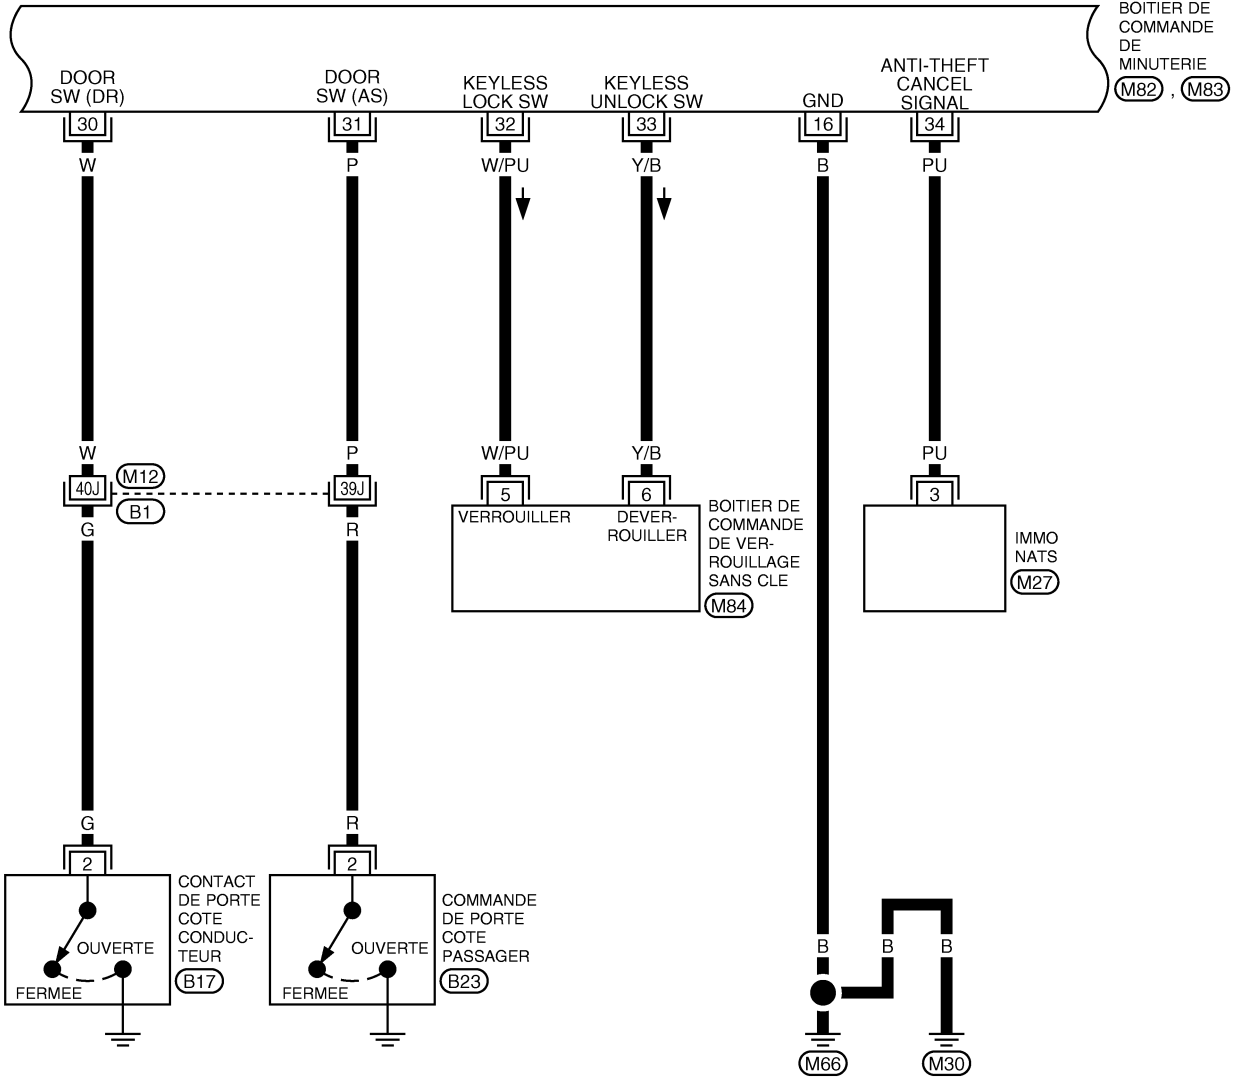 BOITIER DE
COMMANDE
DE
MINUTERIE
M82 , M83
DOOR
SW (DR)
DOOR
SW (AS)
KEYLESS
LOCK SW
KEYLESS
UNLOCK SW
GND
ANTI-THEFT
CANCEL
SIGNAL
30 31 32 33 16 34
W P W/PU Y/B B PU
W P W/PU Y/B PU
M12
40J 39J 5 6 3
B1
G R
VERROUILLER
DEVER-
ROUILLER
BOITIER DE
COMMANDE
DE VER-
ROUILLAGE
SANS CLE
M84
IMMO
NATS
M27
G R
2 2
CONTACT
DE PORTE
COTE
CONDUC-
TEUR
B17
OUVERTE
FERMEE
COMMANDE
DE PORTE
COTE
PASSAGER
B23
OUVERTE
FERMEE
B B B
M66 M30